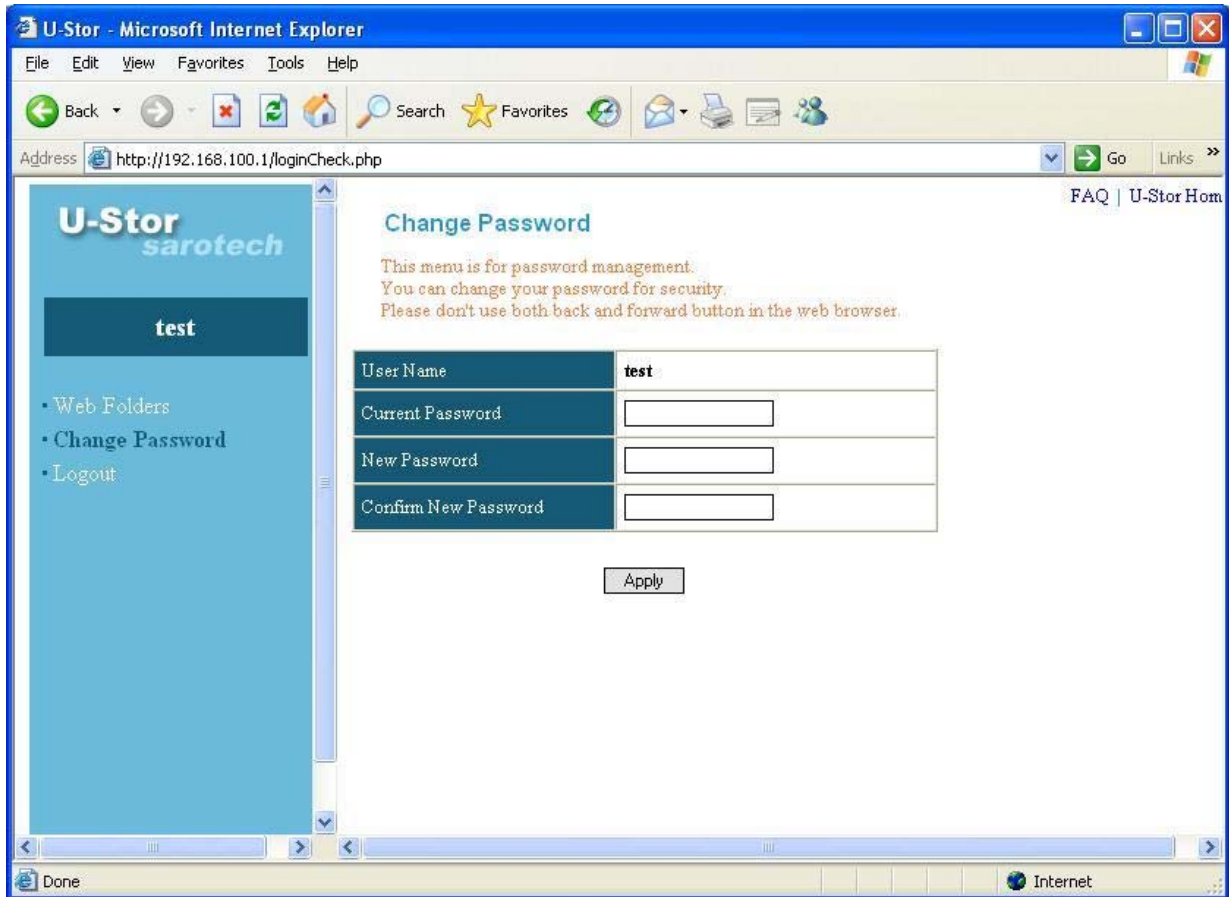 U-Stor - Microsoft Internet Explorer
File Edit View Favorites Tools Help
Back Search Favorites
Address http://192.168.100.1/loginCheck.php Go Links »
FAQ | U-Stor Hom
U-Stor
sarotech
test
• Web Folders
• Change Password
• Logout
Change Password
This menu is for password management.
You can change your password for security.
Please don't use both back and forward button in the web browser.
User Name test
Current Password
New Password
Confirm New Password
Apply
Done Internet